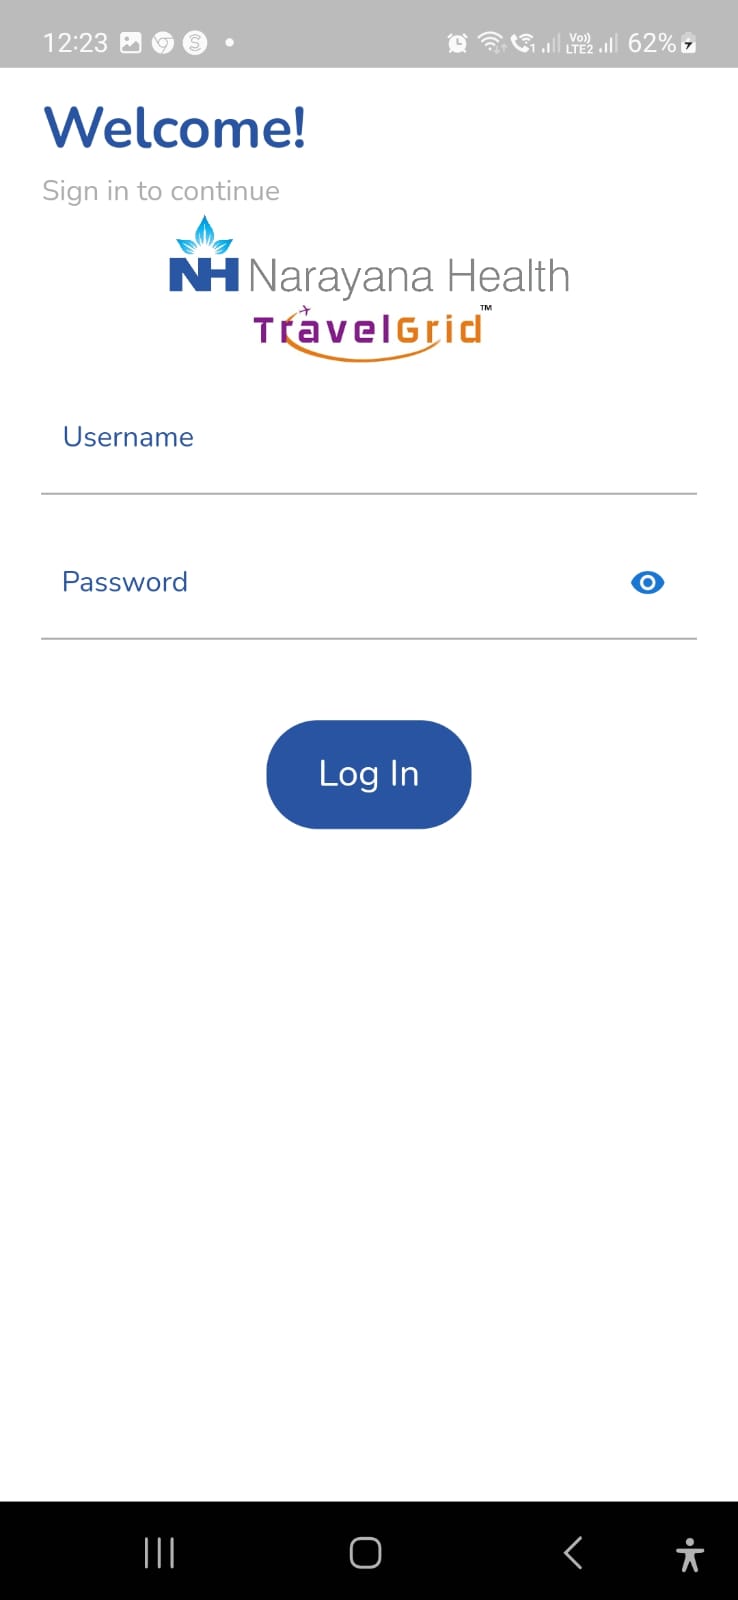 12:23 Vo)) LTE2 62%
Welcome!
Sign in to continue
NH Narayana Health
TravelGrid™
Username
Password
Log In